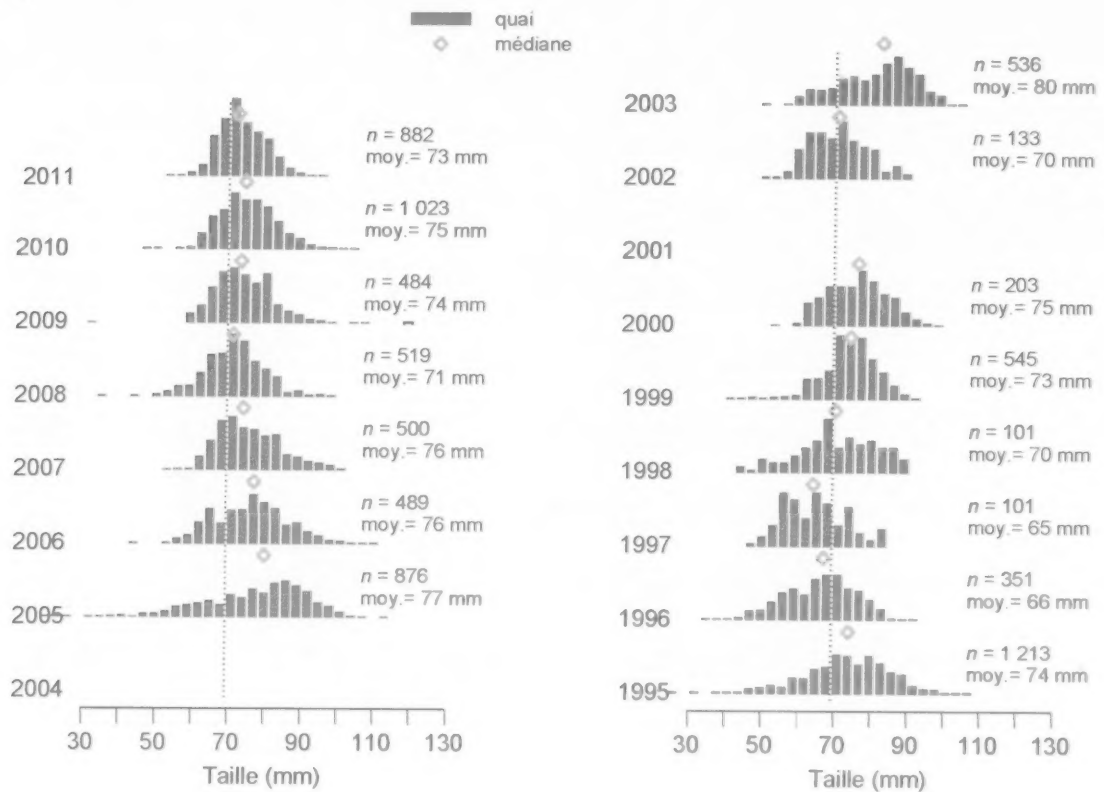 quai
médiane
n = 882
moy.= 73 mm
2011
n = 1 023
moy.= 75 mm
2010
n = 484
moy.= 74 mm
2009
n = 519
moy.= 71 mm
2008
n = 500
moy.= 76 mm
2007
n = 489
moy.= 76 mm
2006
n = 876
moy.= 77 mm
2005
2004
30 50 70 90 110 130
Taille (mm)
n = 536
moy.= 80 mm
2003
n = 133
moy.= 70 mm
2002
2001
n = 203
moy.= 75 mm
2000
n = 545
moy.= 73 mm
1999
n = 101
moy.= 70 mm
1998
n = 101
moy.= 65 mm
1997
n = 351
moy.= 66 mm
1996
n = 1 213
moy.= 74 mm
1995
30 50 70 90 110 130
Taille (mm)